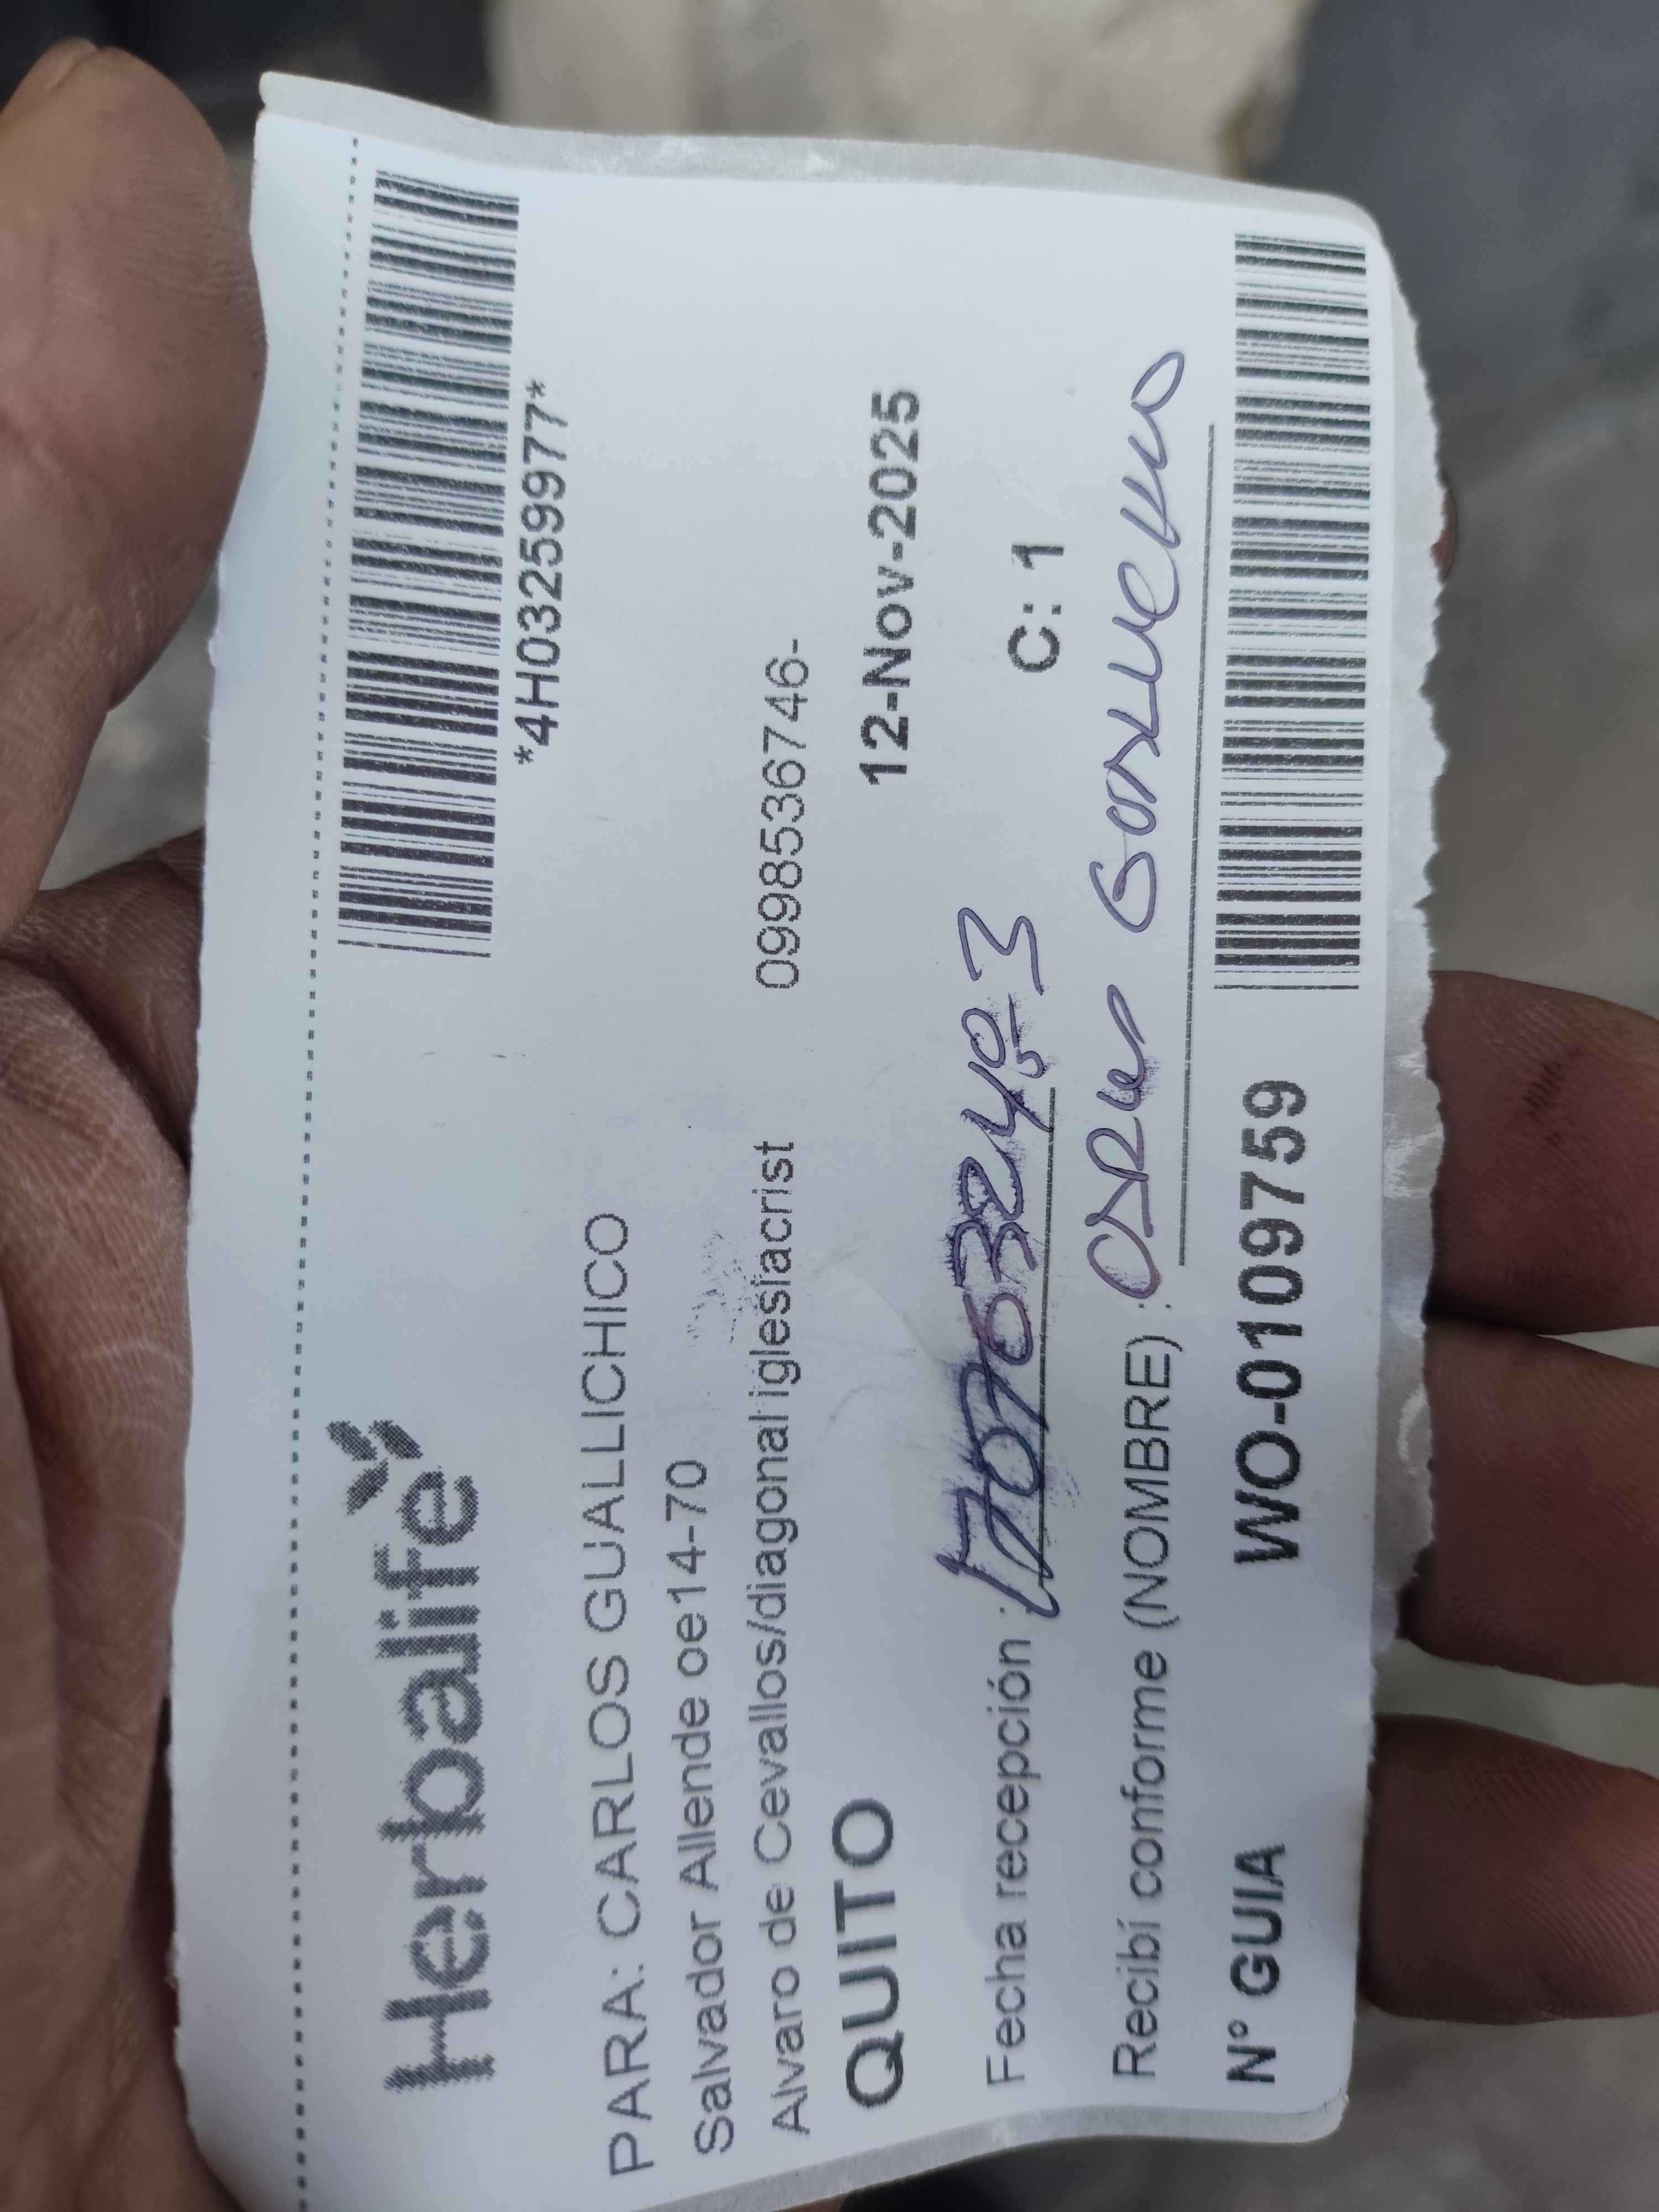 Herbalife
*4H03259977*
PARA: CARLOS GUALLICHICO
Salvador Allende oe14-70
Alvaro de Cevallos/diagonal iglesiacrist 0998536746-
QUITO 12-Nov-2025
Fecha recepción :
C: 1
Recibí conforme (NOMBRE) :
N° GUIA WO-0109759